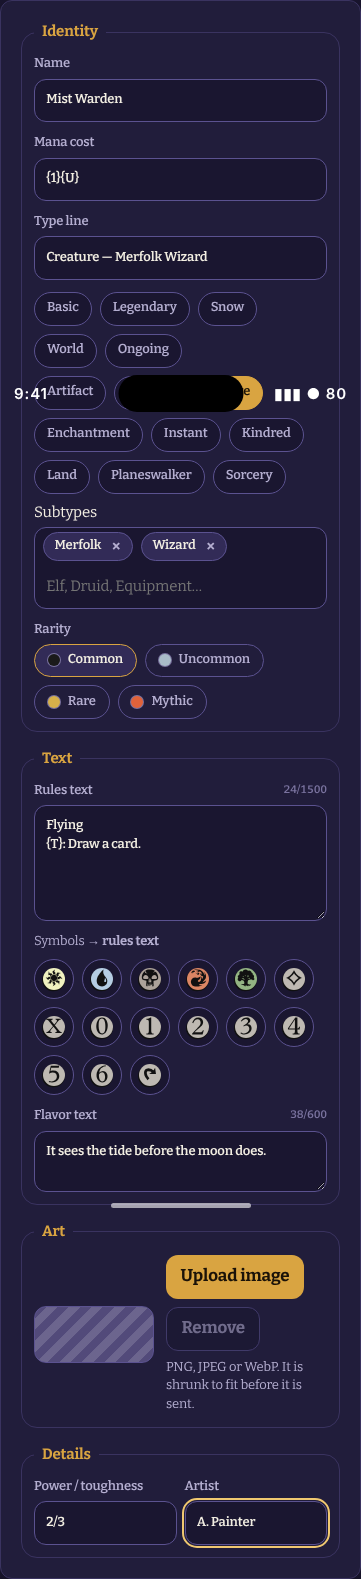 Identity
Name
Mist Warden
Mana cost
{1}{U}
Type line
Creature — Merfolk Wizard
Basic Legendary Snow
World Ongoing
9:41 Artifact 80
Enchantment Instant Kindred
Land Planeswalker Sorcery
Subtypes
Merfolk × Wizard ×
Elf, Druid, Equipment...
Rarity
Common Uncommon
Rare Mythic
Text
Rules text 24/1500
Flying
{T}: Draw a card.
Symbols → rules text
X 0 1 2 3 4
5 6
Flavor text 38/600
It sees the tide before the moon does.
Art
Upload image
Remove
PNG, JPEG or WebP. It is
shrunk to fit before it is
sent.
Details
Power / toughness Artist
2/3 A. Painter